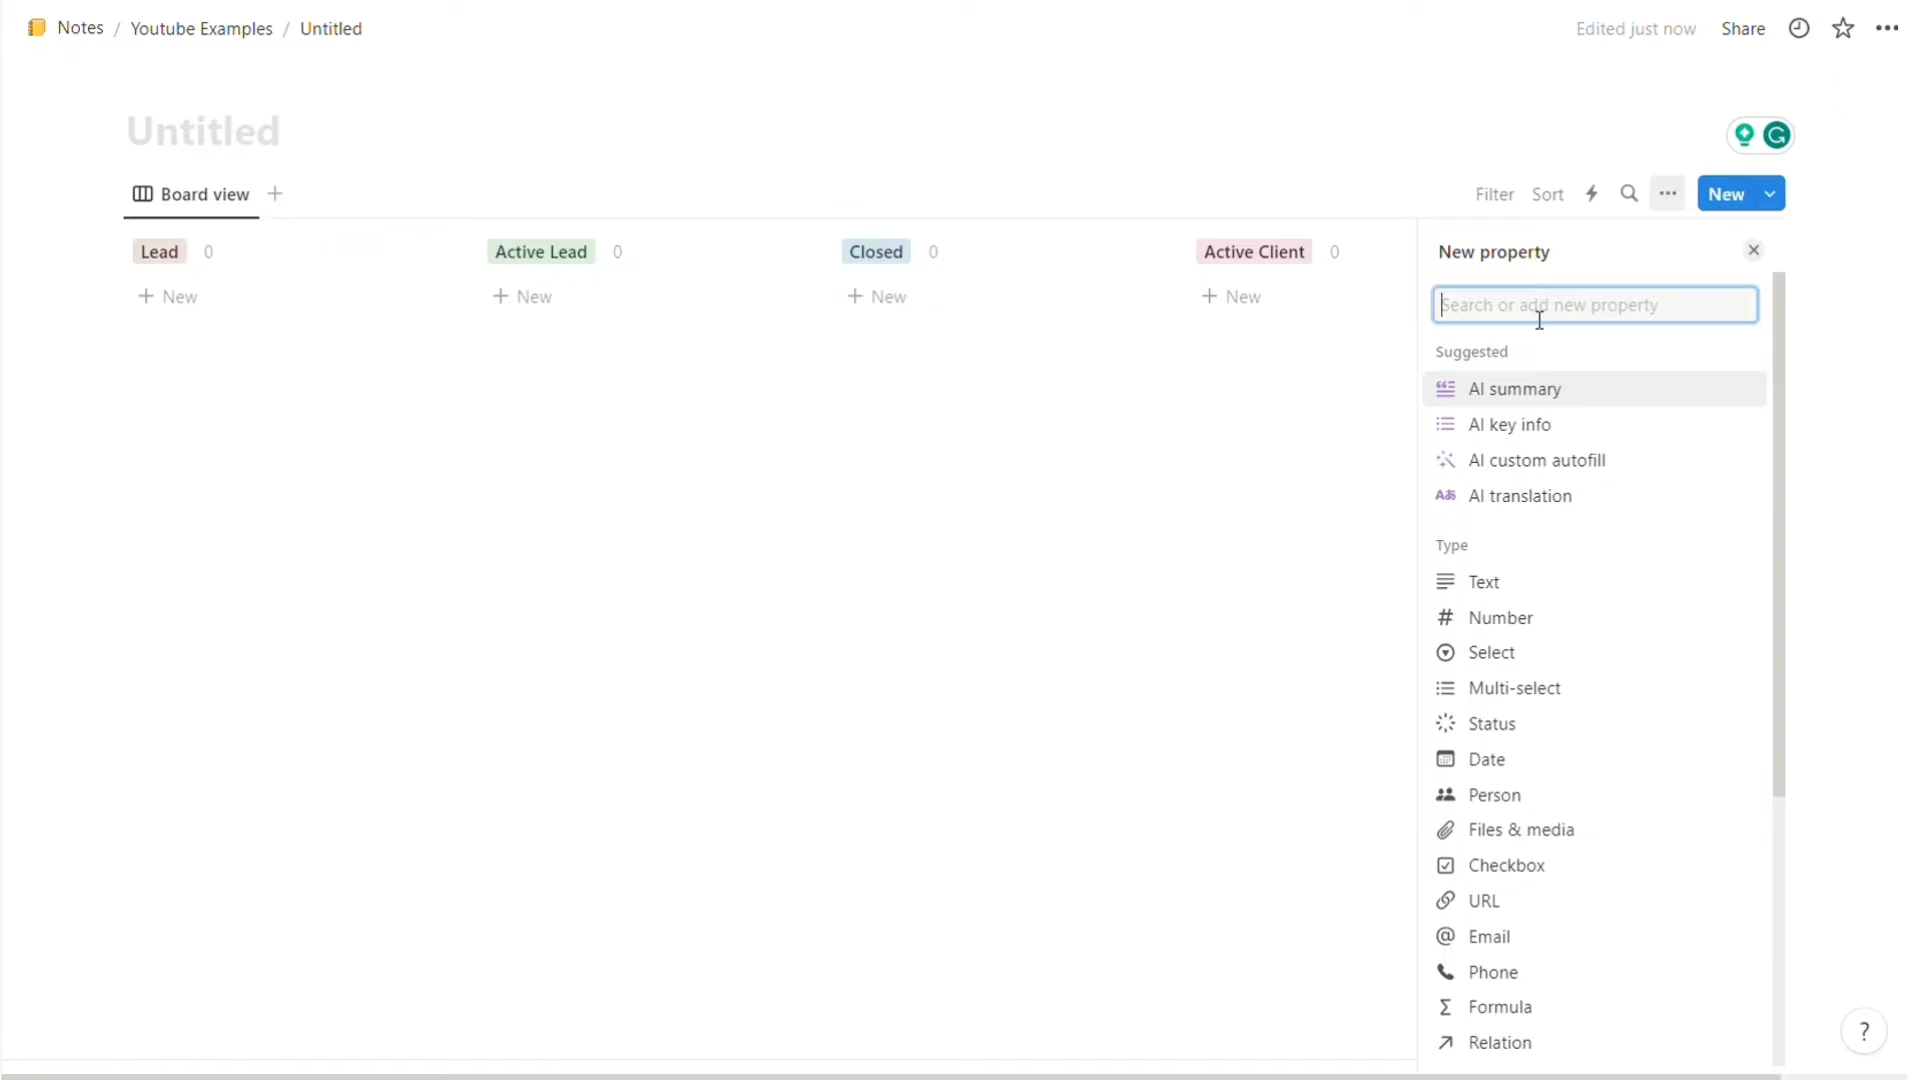 Notes / Youtube Examples / Untitled
Edited just now Share
Untitled
Board view
Filter Sort New
Lead 0 Active Lead 0 Closed 0 Active Client 0
+ New + New + New + New
New property
Search or add new property
Suggested
AI summary
AI key info
AI custom autofill
Aあ AI translation
Type
Text
# Number
Select
Multi-select
Status
Date
Person
Files & media
Checkbox
URL
@ Email
Phone
Σ Formula
Relation
?